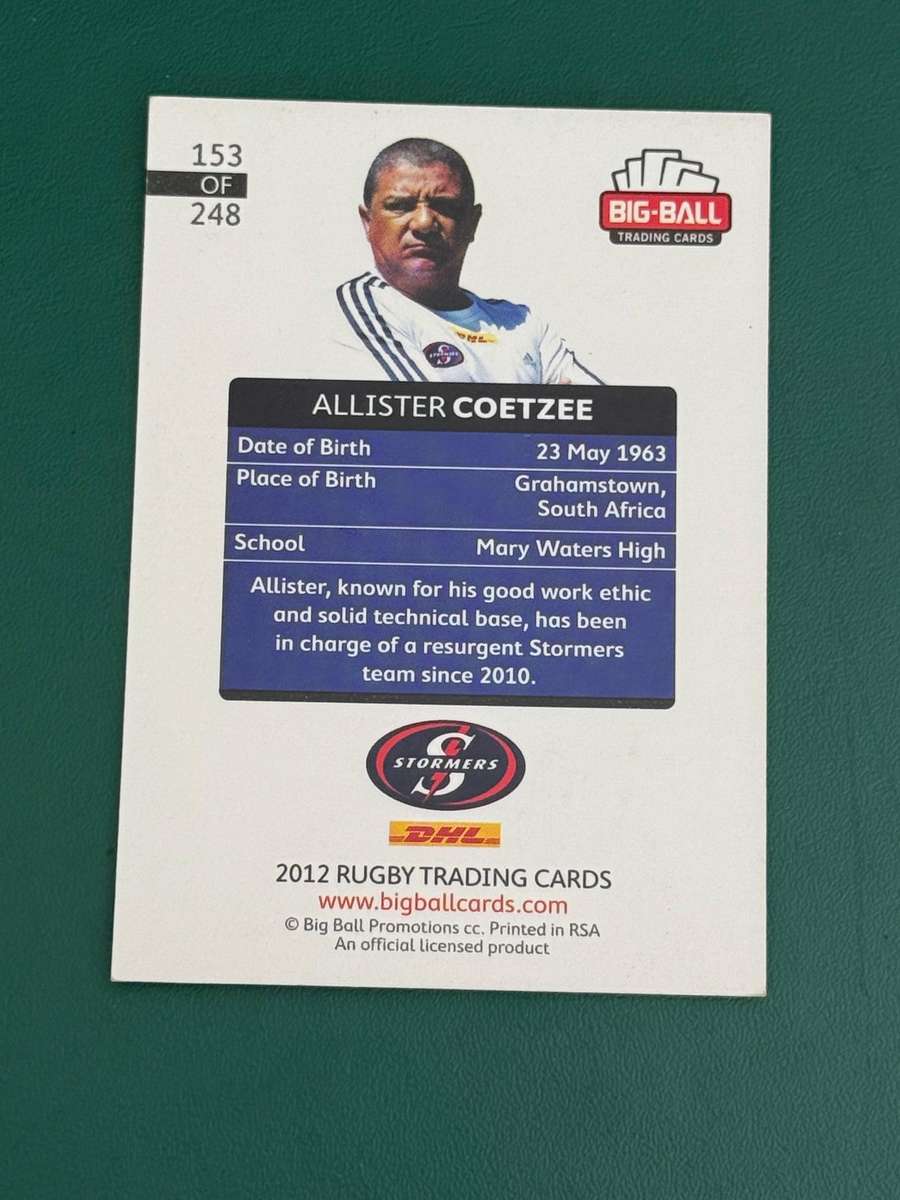 153
OF
248
BIG-BALL
TRADING CARDS
DHL
STORMERS
ALLISTER COETZEE
Date of Birth 23 May 1963
Place of Birth Grahamstown,
South Africa
School Mary Waters High
Allister, known for his good work ethic
and solid technical base, has been
in charge of a resurgent Stormers
team since 2010.
STORMERS
DHL
2012 RUGBY TRADING CARDS
www.bigballcards.com
© Big Ball Promotions cc. Printed in RSA
An official licensed product